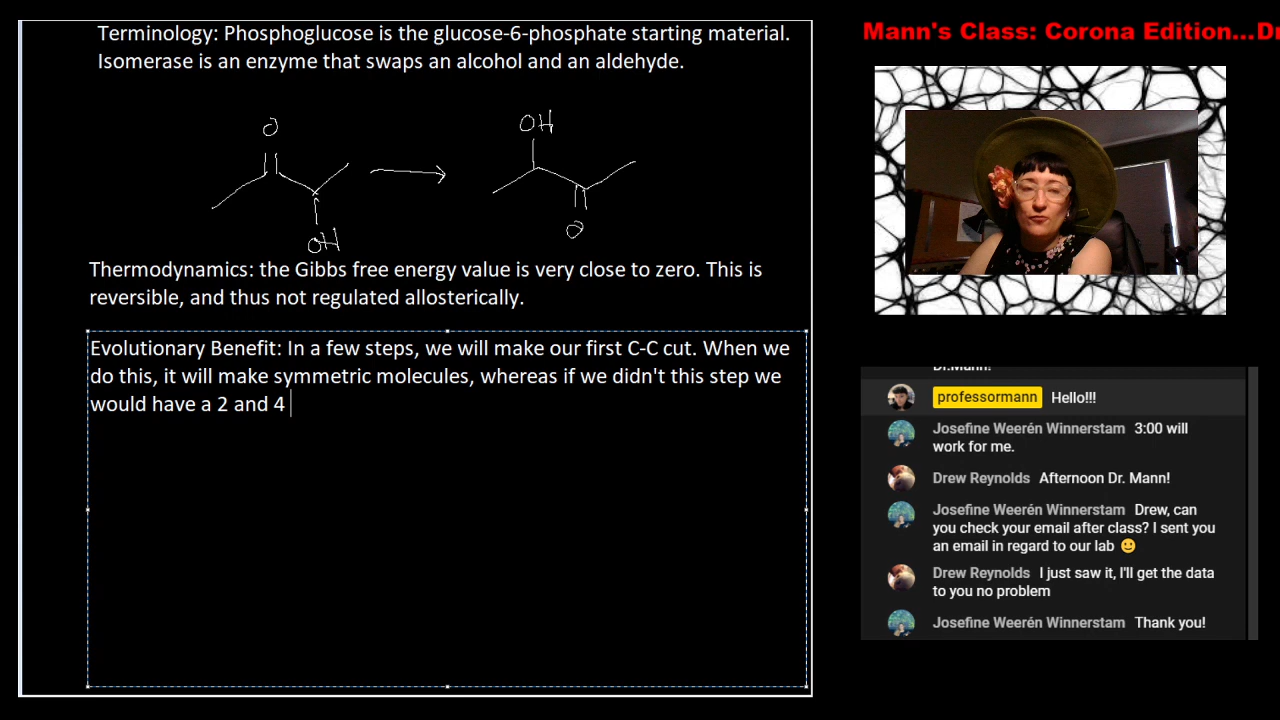 Terminology: Phosphoglucose is the glucose-6-phosphate starting material.
Isomerase is an enzyme that swaps an alcohol and an aldehyde.
O
OH
OH
O
Thermodynamics: the Gibbs free energy value is very close to zero. This is
reversible, and thus not regulated allosterically.
Evolutionary Benefit: In a few steps, we will make our first C-C cut. When we
do this, it will make symmetric molecules, whereas if we didn't this step we
would have a 2 and 4
Mann's Class: Corona Edition...Dr
Dr.Mann!
professormann Hello!!!
Josefine Weerén Winnerstam 3:00 will
work for me.
Drew Reynolds Afternoon Dr. Mann!
Josefine Weerén Winnerstam Drew, can
you check your email after class? I sent you
an email in regard to our lab
Drew Reynolds I just saw it, I'll get the data
to you no problem
Josefine Weerén Winnerstam Thank you!